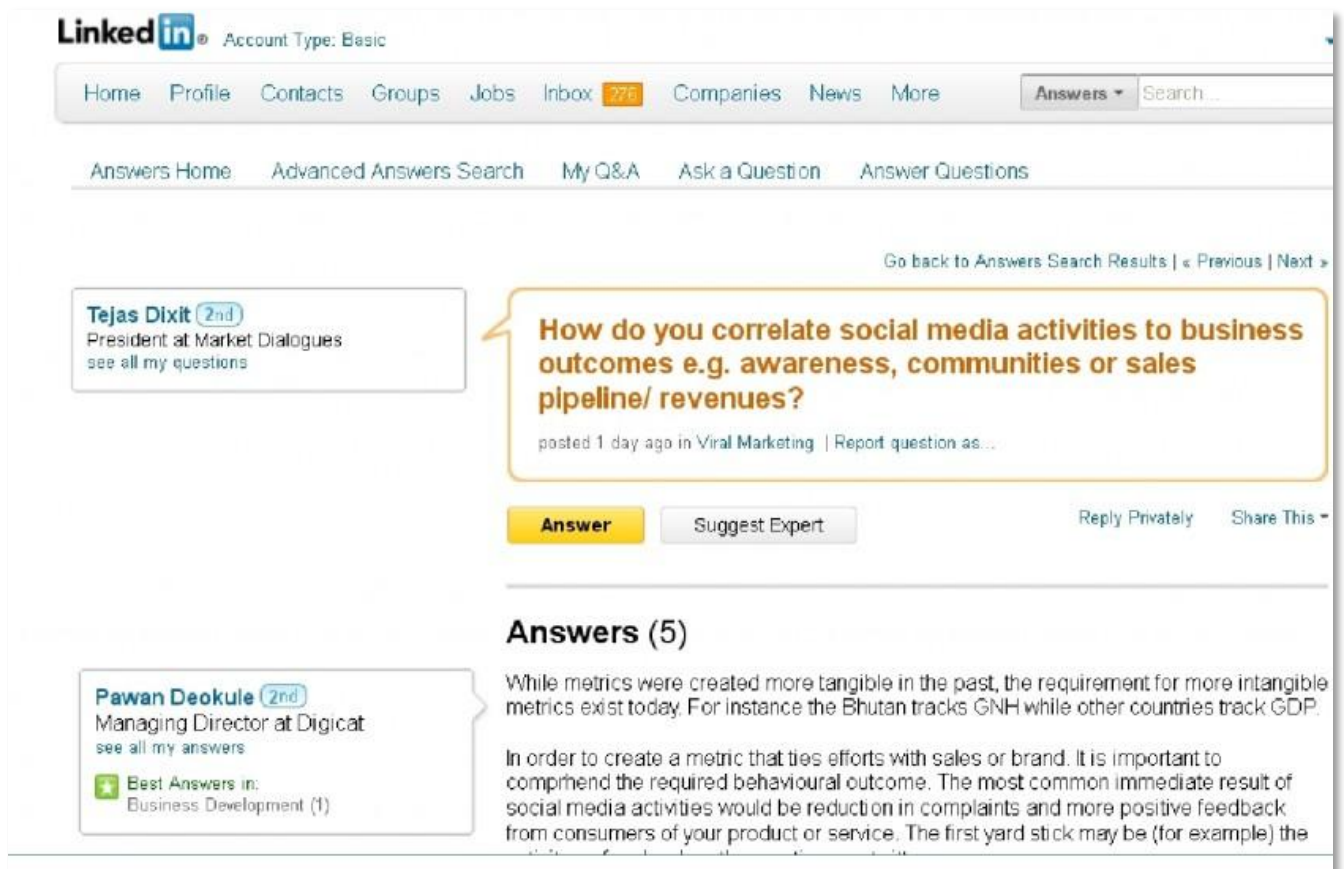 Linked in ® Account Type: Basic
Home Profile Contacts Groups Jobs Inbox 276 Companies News More Answers Search...
Answers Home Advanced Answers Search My Q&A Ask a Question Answer Questions
Go back to Answers Search Results | « Previous | Next »
Tejas Dixit 2nd
President at Market Dialogues
see all my questions
How do you correlate social media activities to business
outcomes e.g. awareness, communities or sales
pipeline/ revenues?
posted 1 day ago in Viral Marketing | Report question as...
Answer Suggest Expert Reply Privately Share This
Answers (5)
Pawan Deokule 2nd
Managing Director at Digicat
see all my answers
Best Answers in:
Business Development (1)
While metrics were created more tangible in the past, the requirement for more intangible
metrics exist today. For instance the Bhutan tracks GNH while other countries track GDP.
In order to create a metric that ties efforts with sales or brand. It is important to
comprhend the required behavioural outcome. The most common immediate result of
social media activities would be reduction in complaints and more positive feedback
from consumers of your product or service. The first yard stick may be (for example) the